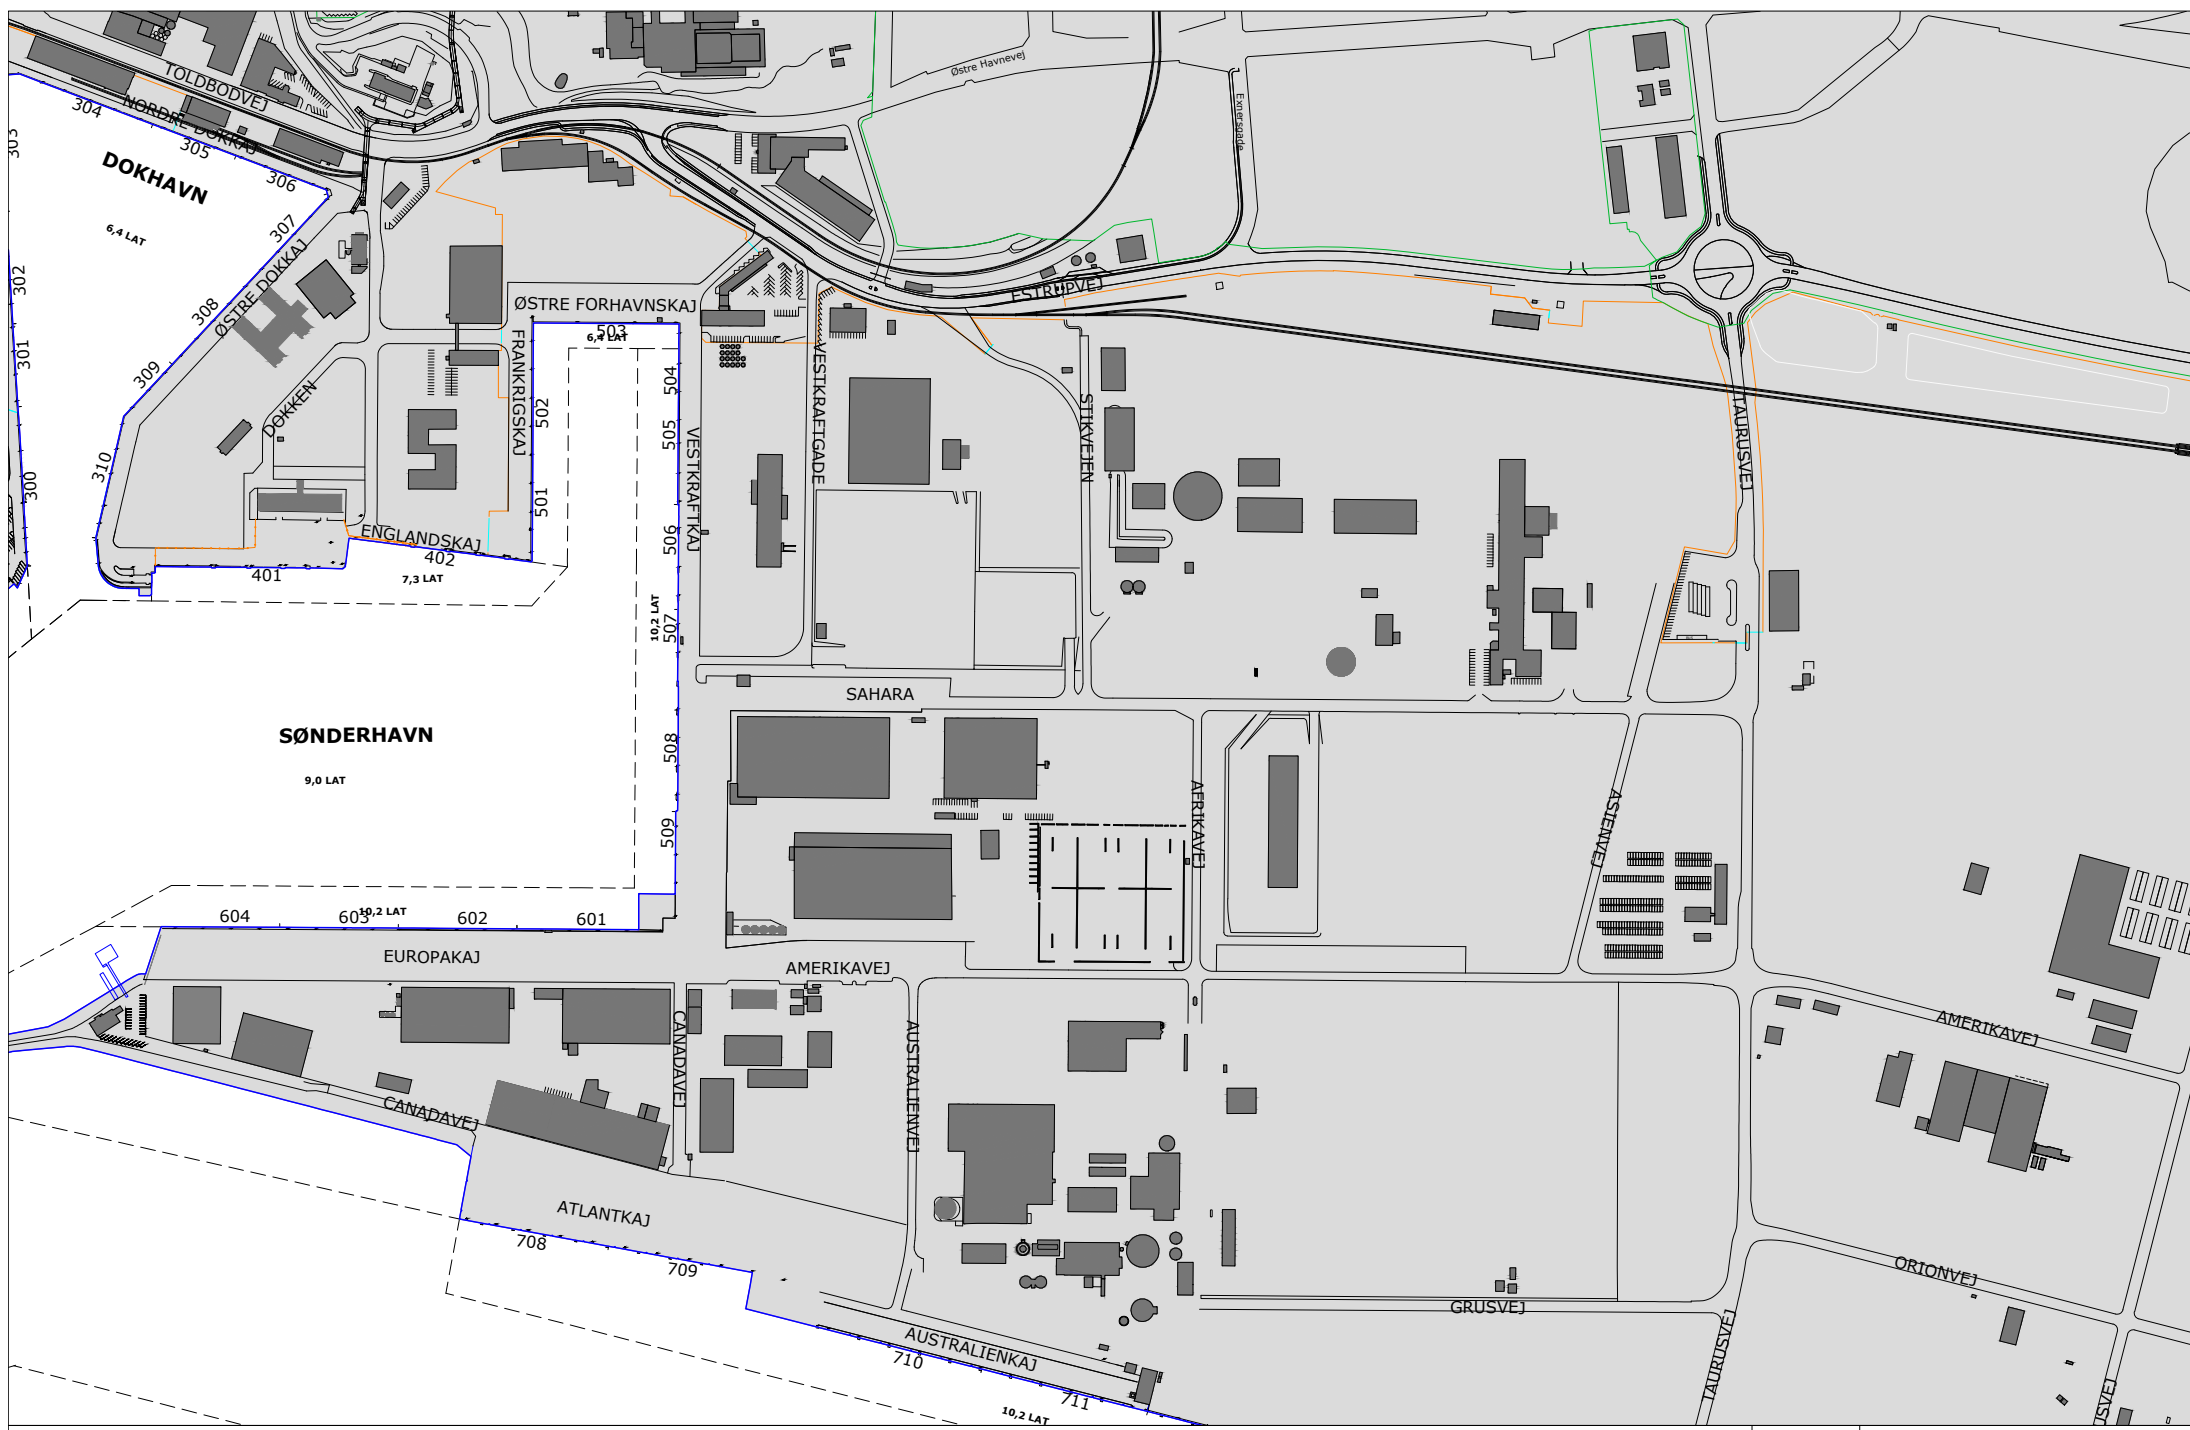 Østre Havnevej
TOLDBODVEJ
304
NORDRE DOKKAJ
Exnersgade
303
305
DOKHAVN
306
307
6,4 LAT
302
ØSTRE DOKKAJ
ESTRUPVEJ
ØSTRE FORHAVNSKAJ
308
503
6,4 LAT
301
FRANKRIGSKAJ
VESTKRAFTGADE
309
504
502
DOKKEN
STIKVEJEN
TAURUSVEJ
505
VESTKRAFTKAJ
310
300
501
ENGLANDSKAJ
506
402
401
7,3 LAT
10,2 LAT
507
SAHARA
SØNDERHAVN
508
9,0 LAT
AFRIKAVEJ
ASIENVEJ
509
604
603
10,2 LAT
602
601
EUROPAKAJ
AMERIKAVEJ
AMERIKAVEJ
CANADAVEJ
AUSTRALIENVEJ
CANADAVEJ
ATLANTKAJ
708
709
ORIONVEJ
GRUSVEJ
AUSTRALIENKAJ
710
TAURUSVEJ
711
10,2 LAT
USVEJ